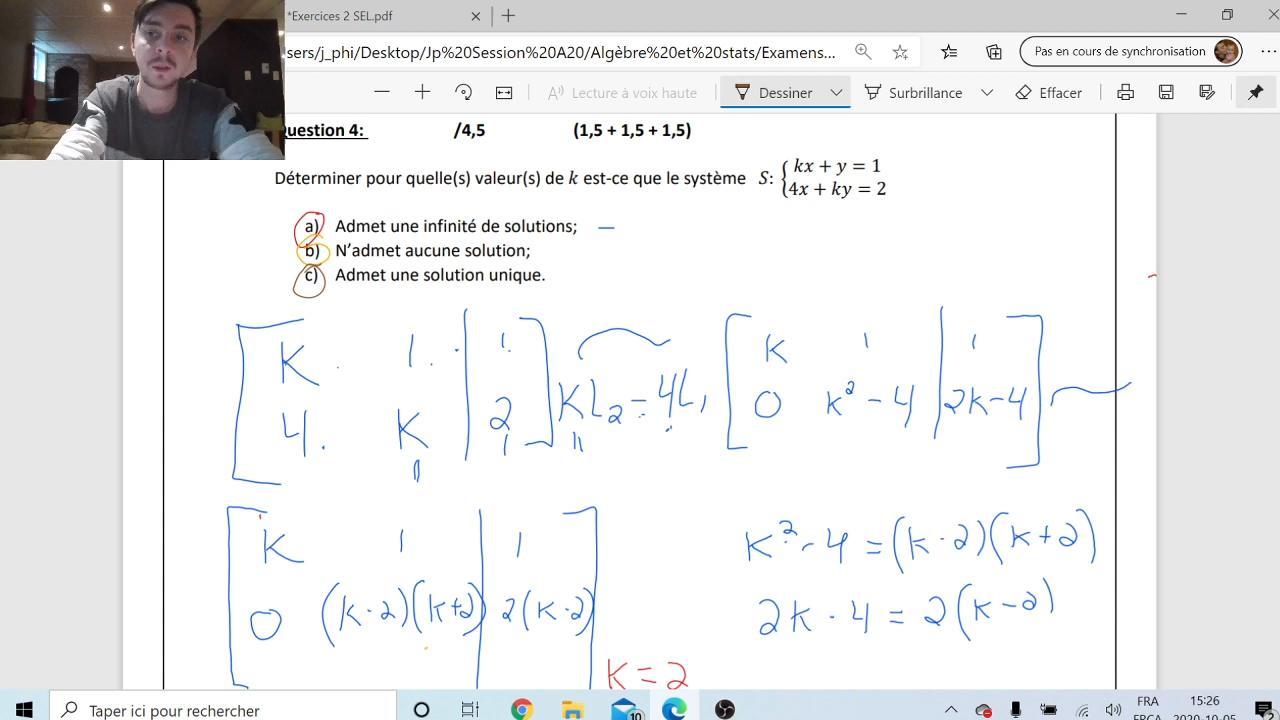 *Exercices 2 SEL.pdf
sers/j_phi/Desktop/Jp%20Session%20A20/Algèbre%20et%20stats/Examens...
Pas en cours de synchronisation
Lecture à voix haute
Dessiner
Surbrillance
Effacer
uestion 4: /4,5 (1,5 + 1,5 + 1,5)
Déterminer pour quelle(s) valeur(s) de k est-ce que le système S: { kx + y = 1
4x + ky = 2
a) Admet une infinité de solutions; —
b) N'admet aucune solution;
c) Admet une solution unique.
K 1 | 1
4 K | 2
KL2 - 4L1
K 1 | 1
0 k² - 4 | 2k - 4
K 1 | 1
0 (k-2)(k+2) | 2(k-2)
k² - 4 = (k-2)(k+2)
2k - 4 = 2(k-2)
K = 2
Taper ici pour rechercher
10
FRA
FRC
15:26
2020-10-05